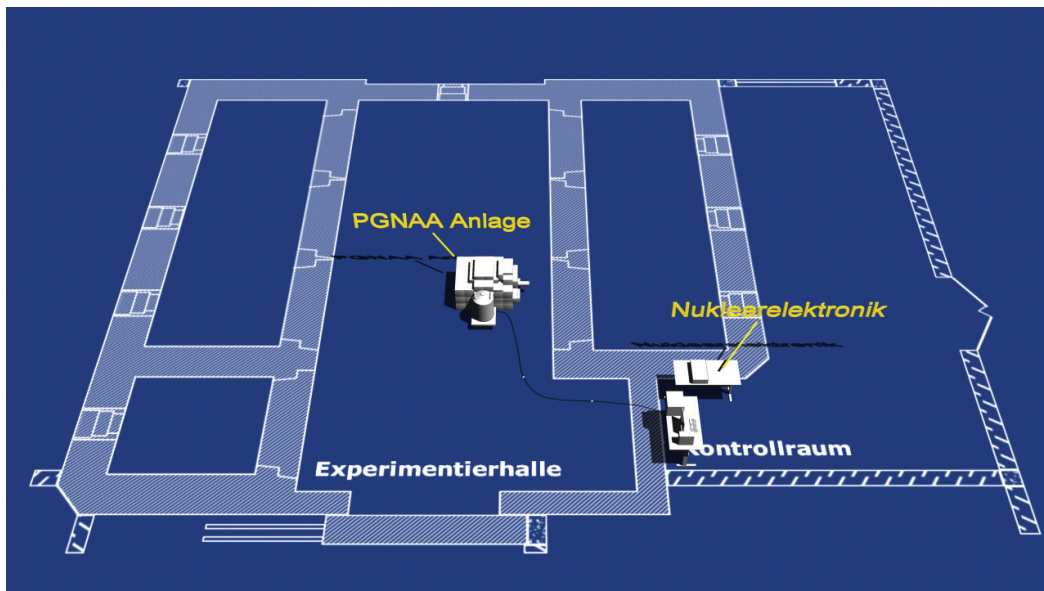 PGNAA Anlage
Nuklearelektronik
Kontrollraum
Experimentierhalle